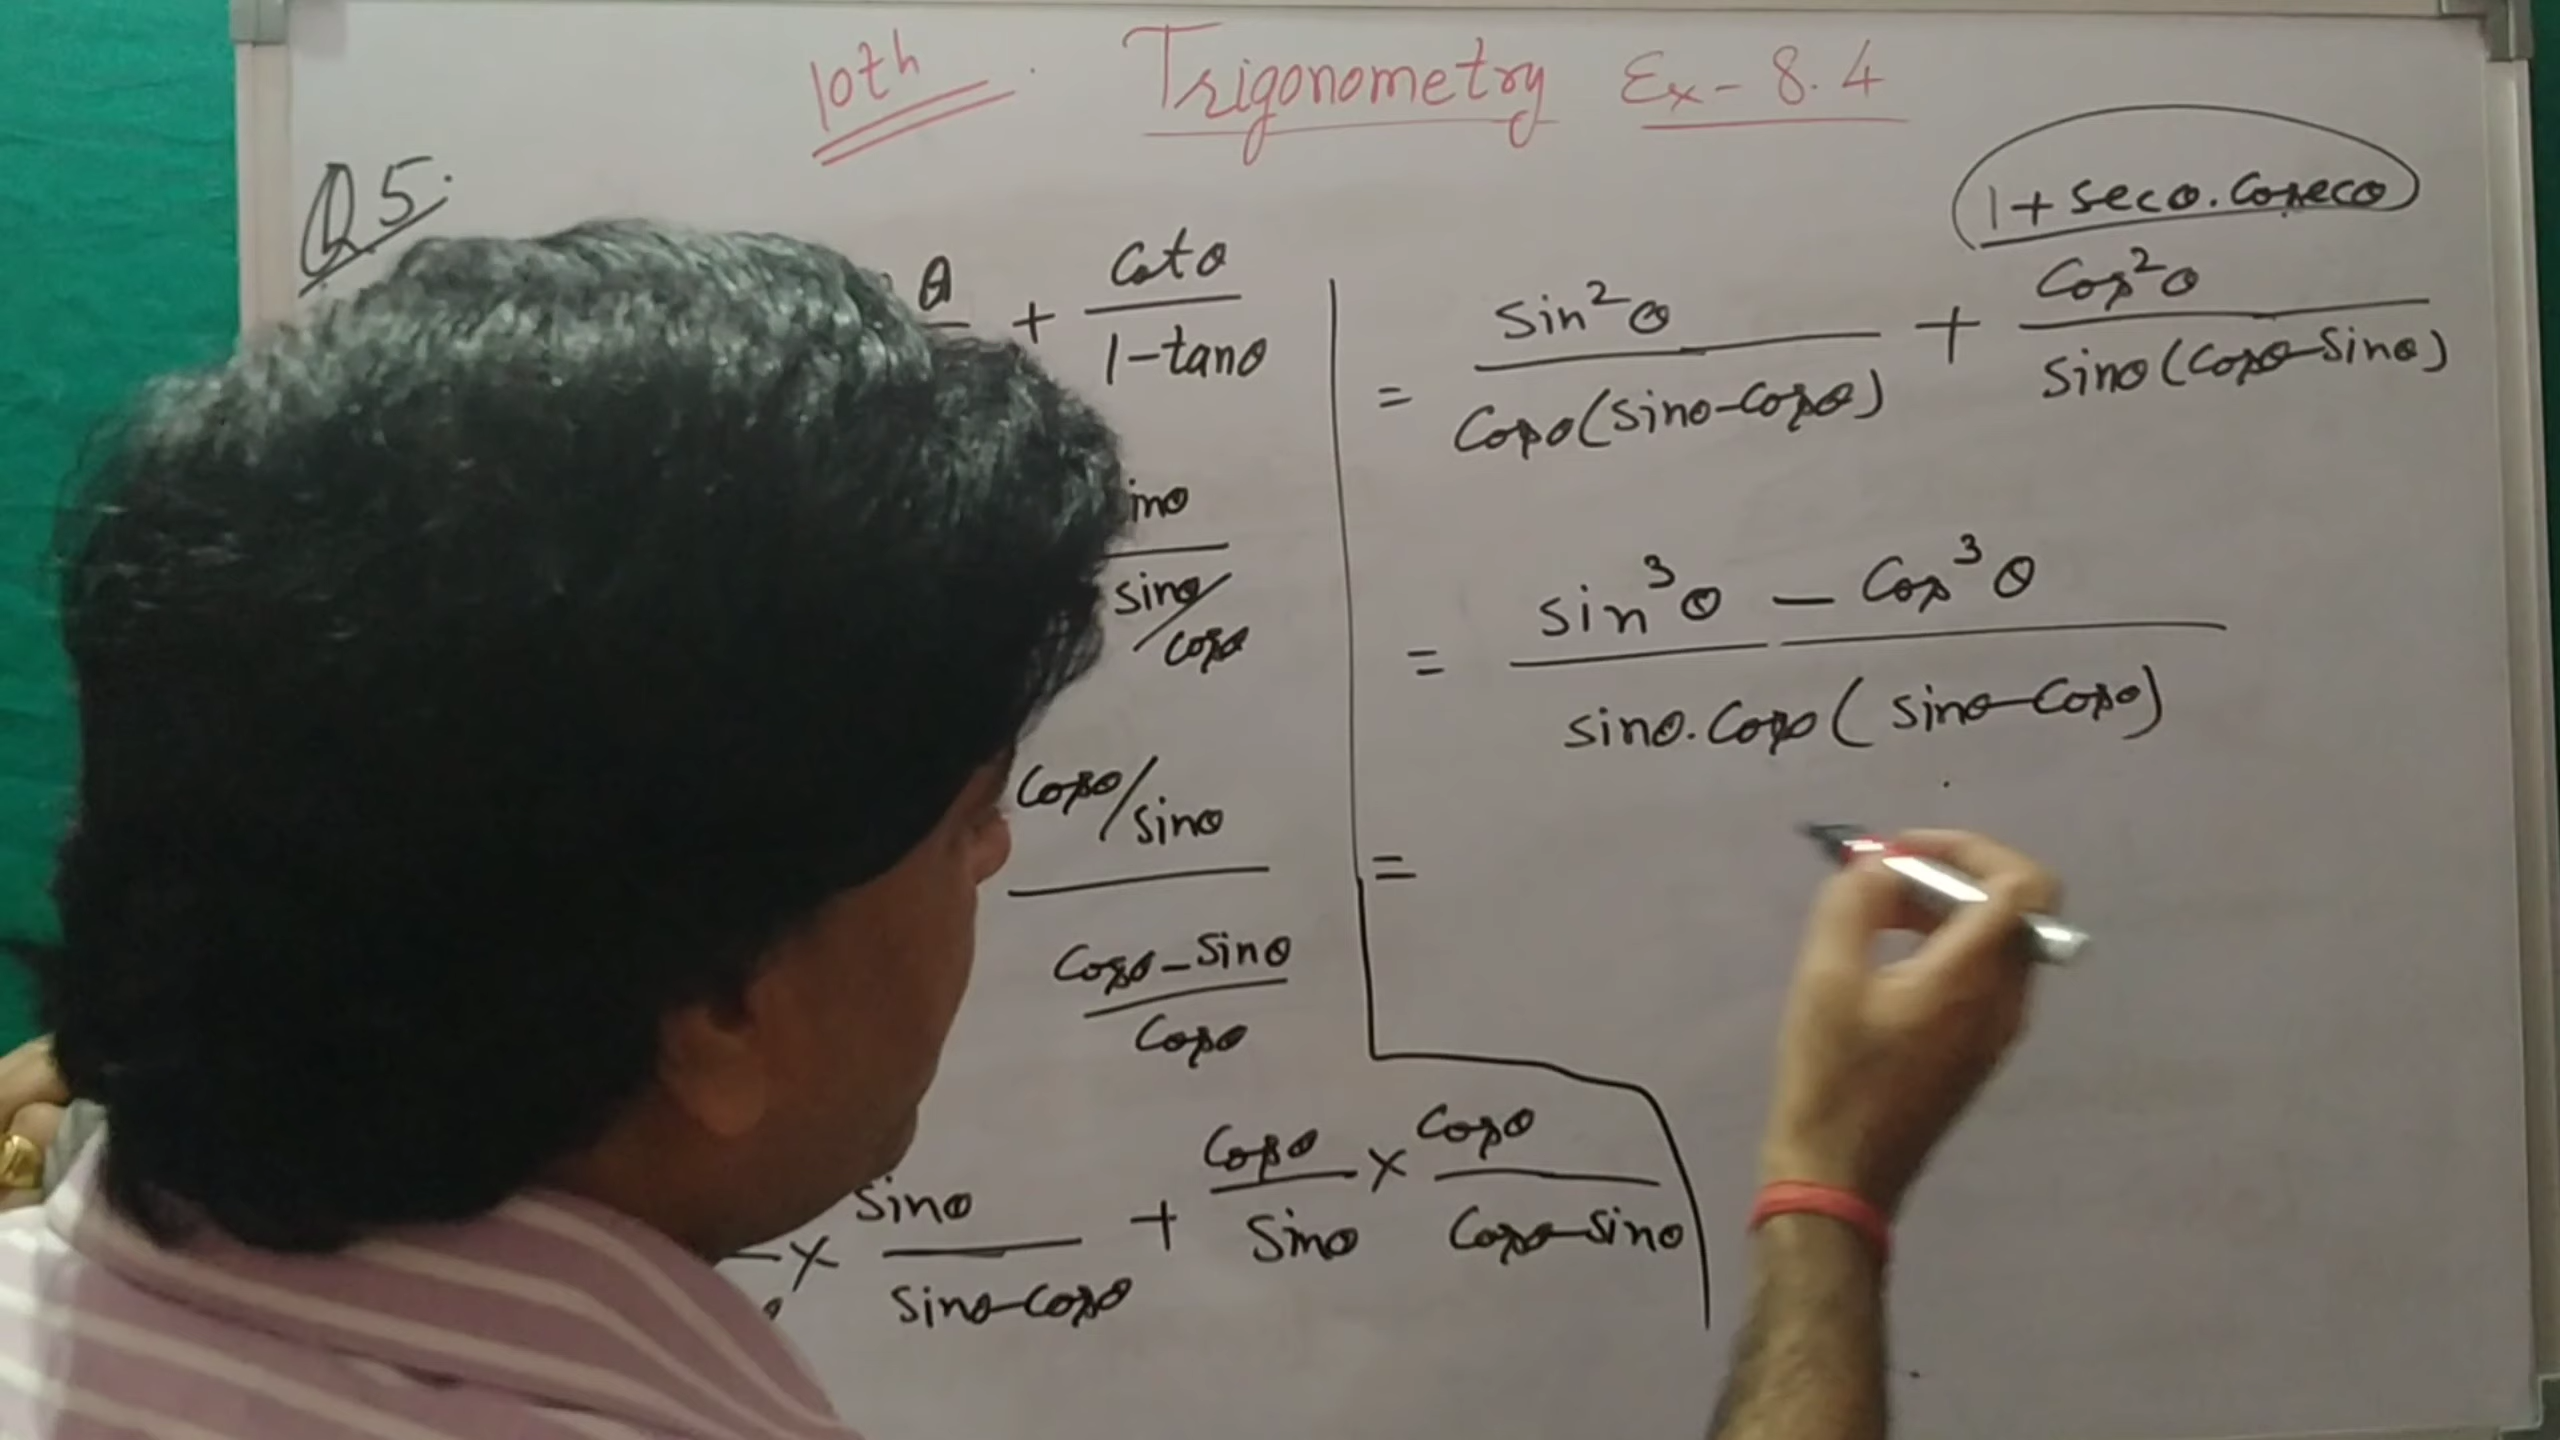 10th. Trigonometry Ex-8.4
Q5.
1+secθ.cosecθ
θ + cotθ
1-tanθ
inθ
sinθ/cosθ
cosθ/sinθ
cosθ-sinθ
cosθ
× sinθ + cosθ × cosθ
sinθ-cosθ sinθ cosθ-sinθ
= sin²θ + cos²θ
cosθ(sinθ-cosθ) sinθ(cosθ-sinθ)
= sin³θ - cos³θ
sinθ.cosθ(sinθ-cosθ)
=